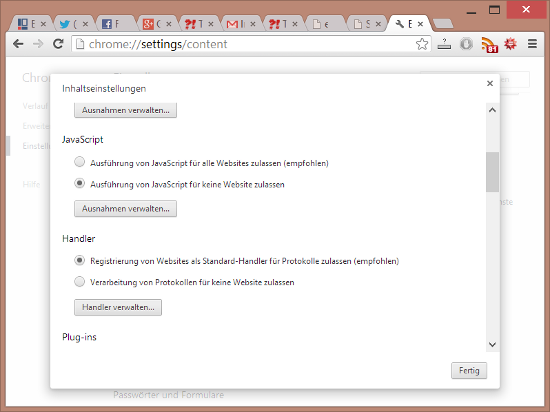 E
(
F
C
T
I
T
e
S
E
chrome://settings/content
81
Chro
Verlauf
Erweite
Einstell
Hilfe
Inhaltseinstellungen
Ausnahmen verwalten...
JavaScript
Ausführung von JavaScript für alle Websites zulassen (empfohlen)
Ausführung von JavaScript für keine Website zulassen
Ausnahmen verwalten...
Handler
Registrierung von Websites als Standard-Handler für Protokolle zulassen (empfohlen)
Verarbeitung von Protokollen für keine Website zulassen
Handler verwalten...
Plug-ins
Fertig
Passwörter und Formulare